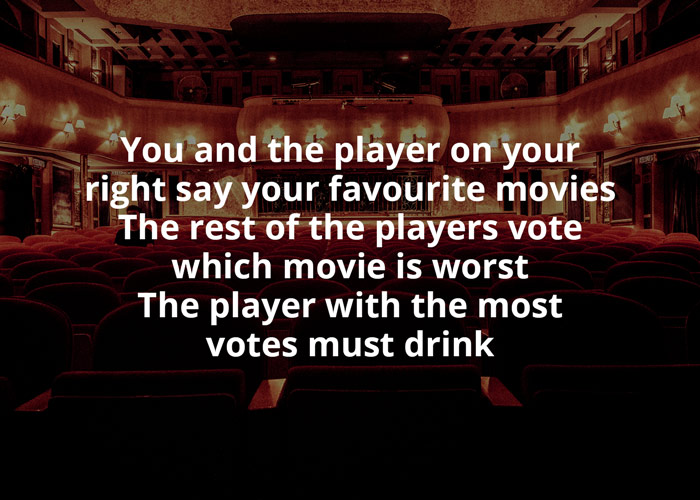 You and the player on your
right say your favourite movies
The rest of the players vote
which movie is worst
The player with the most
votes must drink